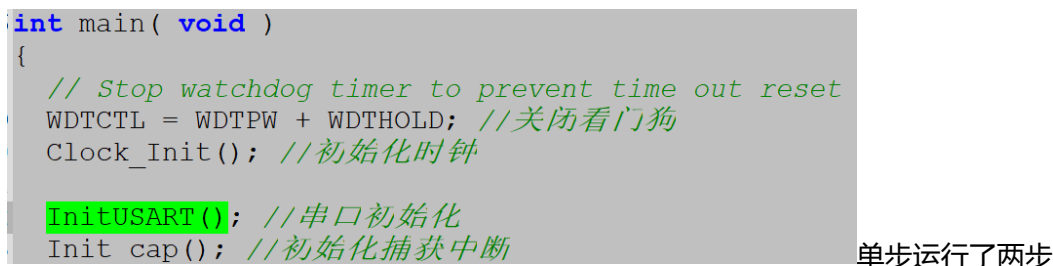 int main( void )
{
// Stop watchdog timer to prevent time out reset
WDTCTL = WDTPW + WDTHOLD; //关闭看门狗
Clock_Init(); //初始化时钟
InitUSART(); //串口初始化
Init cap(); //初始化捕获中断
单步运行了两步